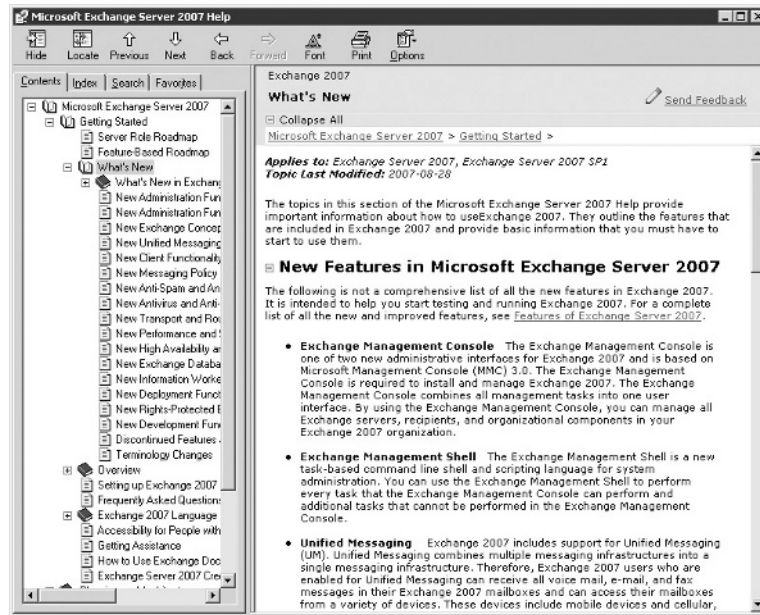 Microsoft Exchange Server 2007 Help
Hide Locate Previous Next Back Forward Font Print Options
Contents Index Search Favorites
Microsoft Exchange Server 2007
Getting Started
Server Role Roadmap
Feature-Based Roadmap
What's New
What's New in Exchang
New Administration Fun
New Administration Fun
New Exchange Concep
New Unified Messaging
New Client Functionality
New Messaging Policy
New Anti-Spam and An
New Antivirus and Anti-
New Transport and Rou
New Performance and
New High Availability ar
New Exchange Databa
New Information Worke
New Deployment Funct
New Rights-Protected E
New Development Fun
Discontinued Features
Terminology Changes
Overview
Setting up Exchange 2007
Frequently Asked Questions
Exchange 2007 Language
Accessibility for People with
Getting Assistance
How to Use Exchange Doc
Exchange Server 2007 Cre
Exchange 2007
What's New
Send Feedback
Collapse All
Microsoft Exchange Server 2007 > Getting Started >
Applies to: Exchange Server 2007, Exchange Server 2007 SP1
Topic Last Modified: 2007-08-28
The topics in this section of the Microsoft Exchange Server 2007 Help provide
important information about how to useExchange 2007. They outline the features that
are included in Exchange 2007 and provide basic information that you must have to
start to use them.
New Features in Microsoft Exchange Server 2007
The following is not a comprehensive list of all the new features in Exchange 2007.
It is intended to help you start testing and running Exchange 2007. For a complete
list of all the new and improved features, see Features of Exchange Server 2007.
• Exchange Management Console The Exchange Management Console is
one of two new administrative interfaces for Exchange 2007 and is based on
Microsoft Management Console (MMC) 3.0. The Exchange Management
Console is required to install and manage Exchange 2007. The Exchange
Management Console combines all management tasks into one user
interface. By using the Exchange Management Console, you can manage all
Exchange servers, recipients, and organizational components in your
Exchange 2007 organization.
• Exchange Management Shell The Exchange Management Shell is a new
task-based command line shell and scripting language for system
administration. You can use the Exchange Management Shell to perform
every task that the Exchange Management Console can perform and
additional tasks that cannot be performed in the Exchange Management
Console.
• Unified Messaging Exchange 2007 includes support for Unified Messaging
(UM). Unified Messaging combines multiple messaging infrastructures into a
single messaging infrastructure. Therefore, Exchange 2007 users who are
enabled for Unified Messaging can receive all voice mail, e-mail, and fax
messages in their Exchange 2007 mailboxes and can access their mailboxes
from a variety of devices. These devices include mobile devices and cellular,